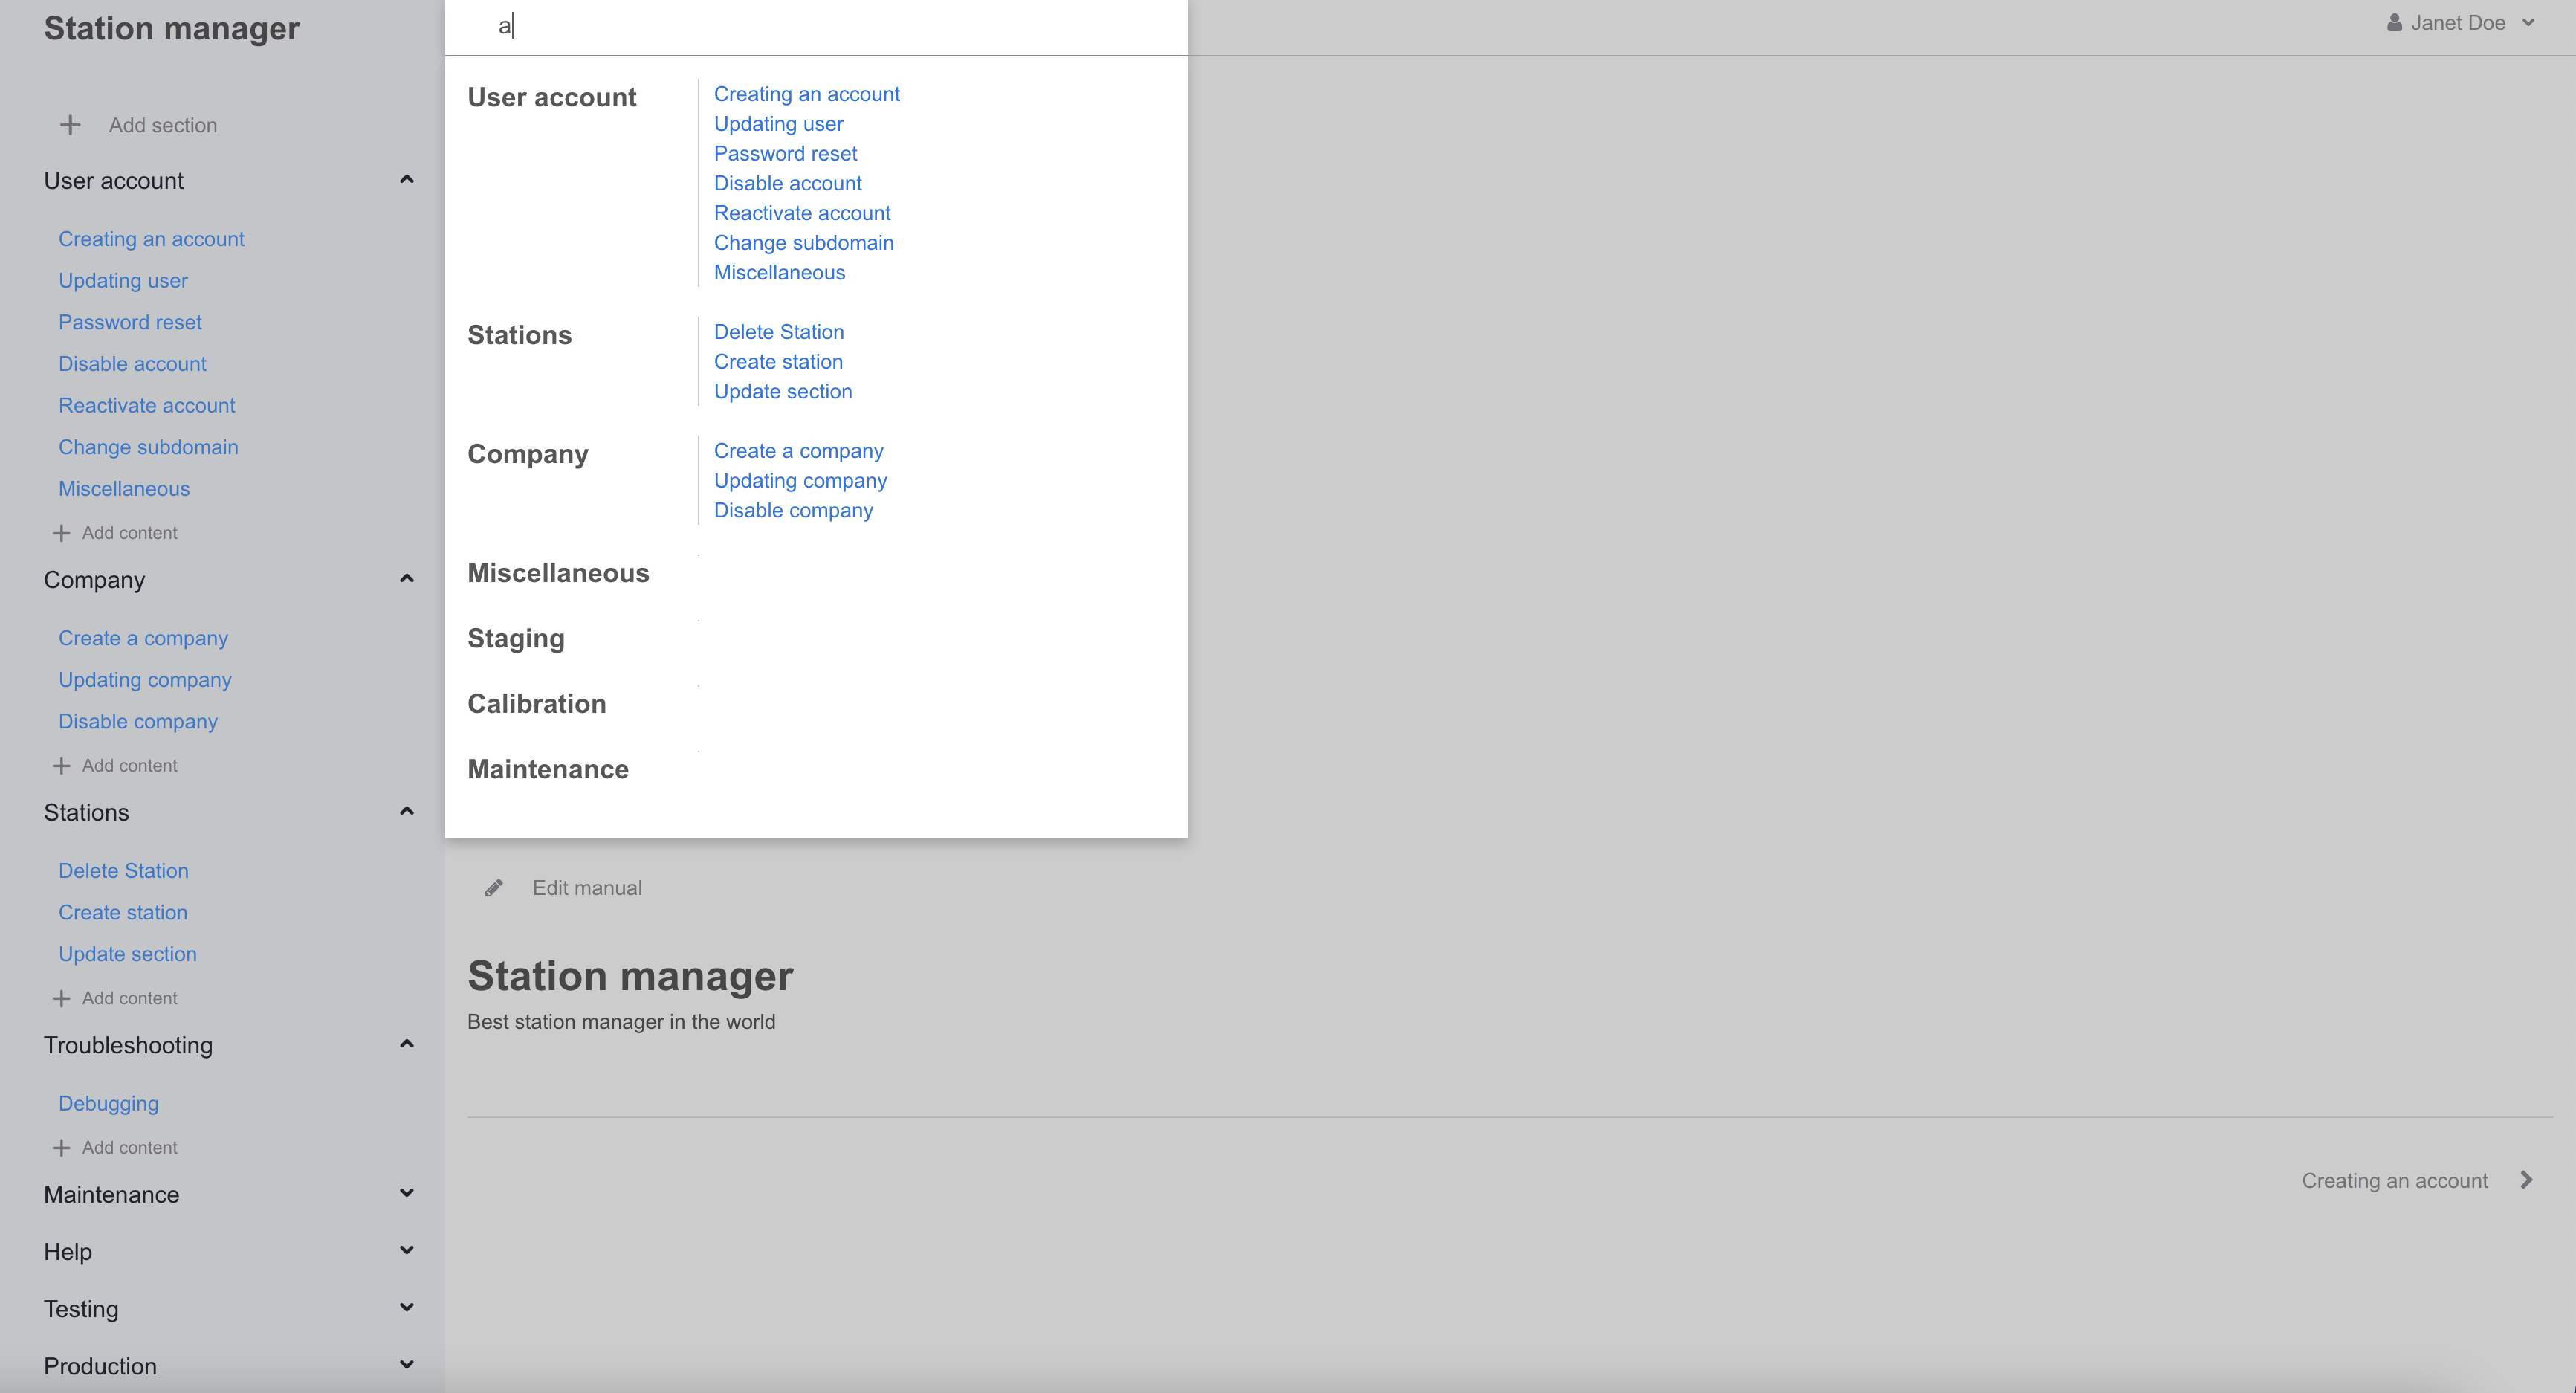 Station manager
Add section
User account
Creating an account
Updating user
Password reset
Disable account
Reactivate account
Change subdomain
Miscellaneous
Add content
Company
Create a company
Updating company
Disable company
Add content
Stations
Delete Station
Create station
Update section
Add content
Troubleshooting
Debugging
Add content
Maintenance
Help
Testing
Production
a
Janet Doe
User account
Creating an account
Updating user
Password reset
Disable account
Reactivate account
Change subdomain
Miscellaneous
Stations
Delete Station
Create station
Update section
Company
Create a company
Updating company
Disable company
Miscellaneous
Staging
Calibration
Maintenance
Edit manual
Station manager
Best station manager in the world
Creating an account